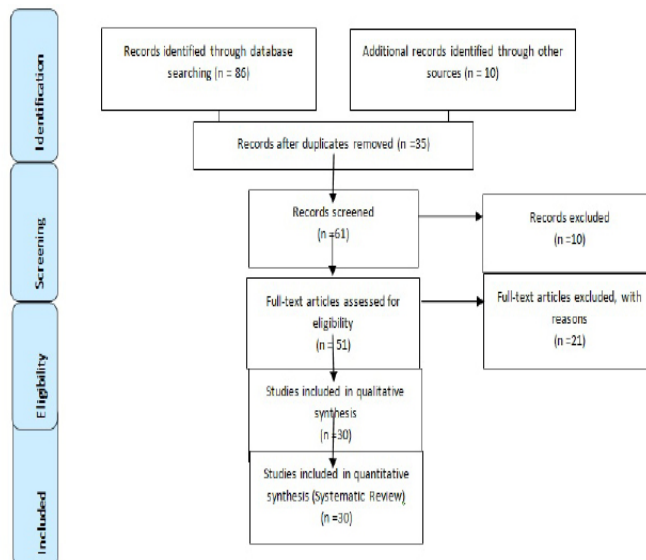 Identification
Records identified through database
searching (n = 86)
Additional records identified through other
sources (n = 10)
Records after duplicates removed (n =35)
Screening
Records screened
(n =61)
Records excluded
(n =10)
Eligibility
Full-text articles assessed for
eligibility
(n = 51)
Full-text articles excluded, with
reasons
(n =21)
Studies included in qualitative
synthesis
(n =30)
Included
Studies included in quantitative
synthesis (Systematic Review)
(n =30)